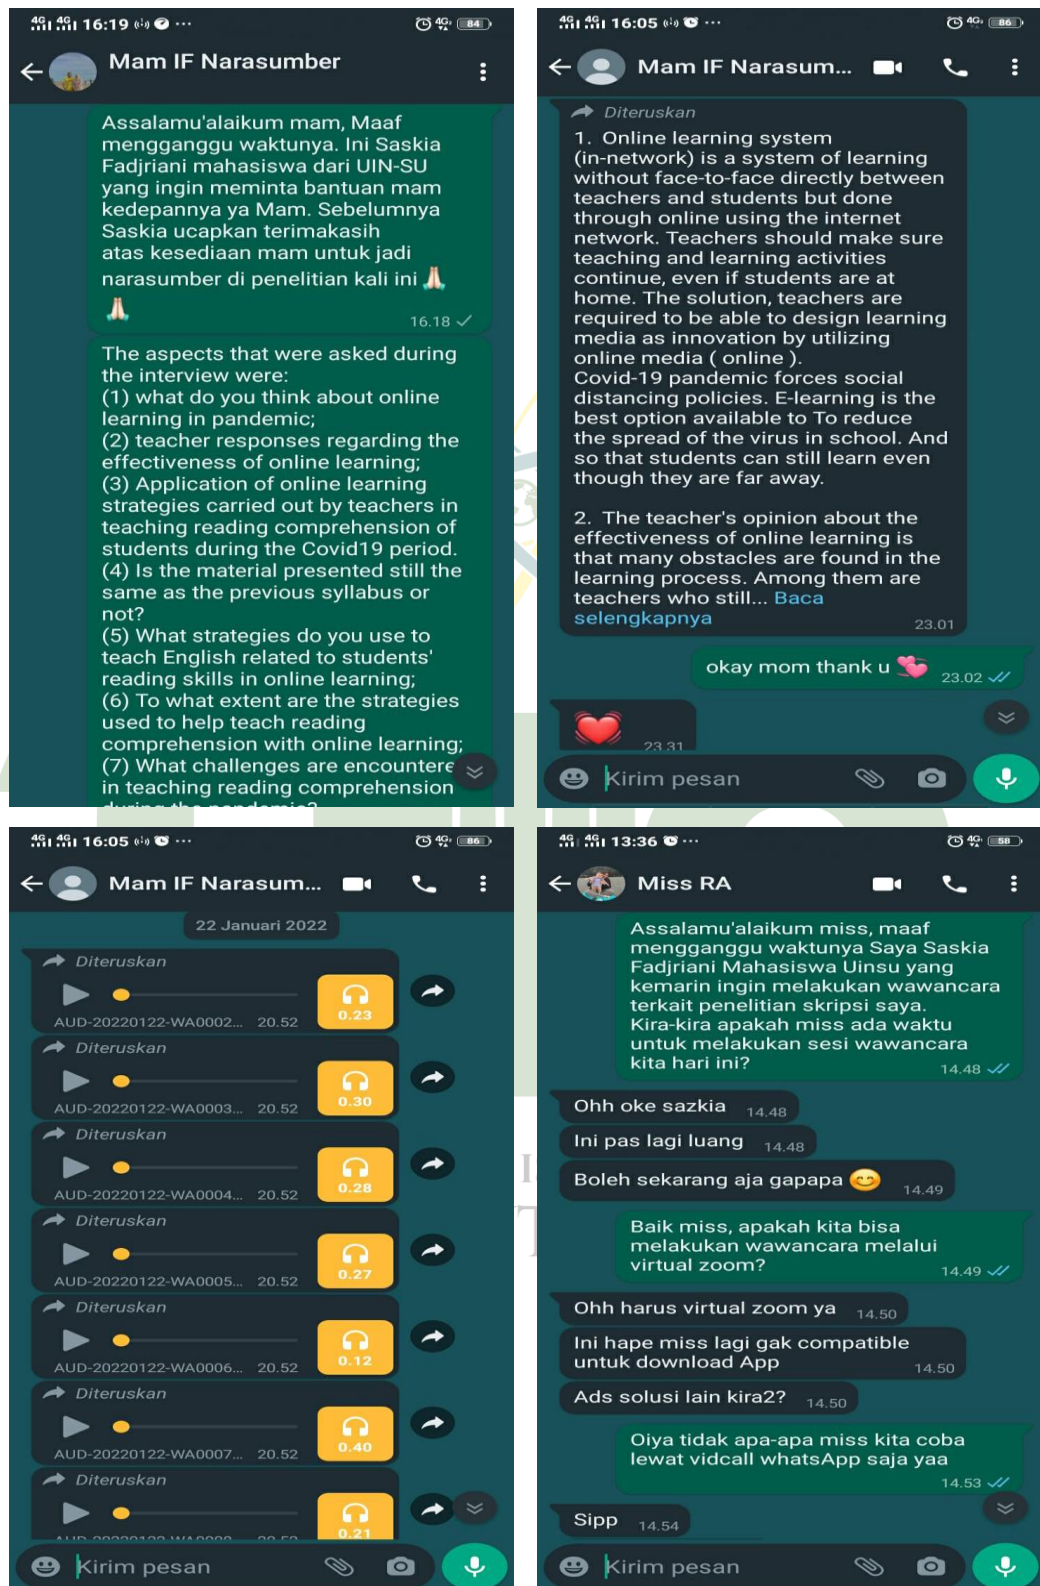 4G 4G 16:19
4G 84
Mam IF Narasumber
Assalamu'alaikum mam, Maaf
mengganggu waktunya. Ini Saskia
Fadjriani mahasiswa dari UIN-SU
yang ingin meminta bantuan mam
kedepannya ya Mam. Sebelumnya
Saskia ucapkan terimakasih
atas kesediaan mam untuk jadi
narasumber di penelitian kali ini 🙏🏻
🙏🏻
16.18
The aspects that were asked during
the interview were:
(1) what do you think about online
learning in pandemic;
(2) teacher responses regarding the
effectiveness of online learning;
(3) Application of online learning
strategies carried out by teachers in
teaching reading comprehension of
students during the Covid19 period.
(4) Is the material presented still the
same as the previous syllabus or
not?
(5) What strategies do you use to
teach English related to students'
reading skills in online learning;
(6) To what extent are the strategies
used to help teach reading
comprehension with online learning;
(7) What challenges are encountere
in teaching reading comprehension
during the pandemic?
4G 4G 16:05
4G 86
Mam IF Narasum...
Diteruskan
1. Online learning system
(in-network) is a system of learning
without face-to-face directly between
teachers and students but done
through online using the internet
network. Teachers should make sure
teaching and learning activities
continue, even if students are at
home. The solution, teachers are
required to be able to design learning
media as innovation by utilizing
online media ( online ).
Covid-19 pandemic forces social
distancing policies. E-learning is the
best option available to To reduce
the spread of the virus in school. And
so that students can still learn even
though they are far away.
2. The teacher's opinion about the
effectiveness of online learning is
that many obstacles are found in the
learning process. Among them are
teachers who still... Baca
selengkapnya
23.01
okay mom thank u 💞 23.02
23.31
Kirim pesan
4G 4G 16:05
4G 86
Mam IF Narasum...
22 Januari 2022
Diteruskan
0.23
AUD-20220122-WA0002... 20.52
Diteruskan
0.30
AUD-20220122-WA0003... 20.52
Diteruskan
0.28
AUD-20220122-WA0004... 20.52
Diteruskan
0.27
AUD-20220122-WA0005... 20.52
Diteruskan
0.12
AUD-20220122-WA0006... 20.52
Diteruskan
0.40
AUD-20220122-WA0007... 20.52
Diteruskan
0.21
Kirim pesan
4G 4G 13:36
4G 58
Miss RA
Assalamu'alaikum miss, maaf
mengganggu waktunya Saya Saskia
Fadjriani Mahasiswa Uinsu yang
kemarin ingin melakukan wawancara
terkait penelitian skripsi saya.
Kira-kira apakah miss ada waktu
untuk melakukan sesi wawancara
kita hari ini?
14.48
Ohh oke sazkia 14.48
Ini pas lagi luang 14.48
Boleh sekarang aja gapapa 😊 14.49
Baik miss, apakah kita bisa
melakukan wawancara melalui
virtual zoom?
14.49
Ohh harus virtual zoom ya 14.50
Ini hape miss lagi gak compatible
untuk download App
14.50
Ads solusi lain kira2? 14.50
Oiya tidak apa-apa miss kita coba
lewat vidcall whatsApp saja yaa
14.53
Sipp 14.54
Kirim pesan